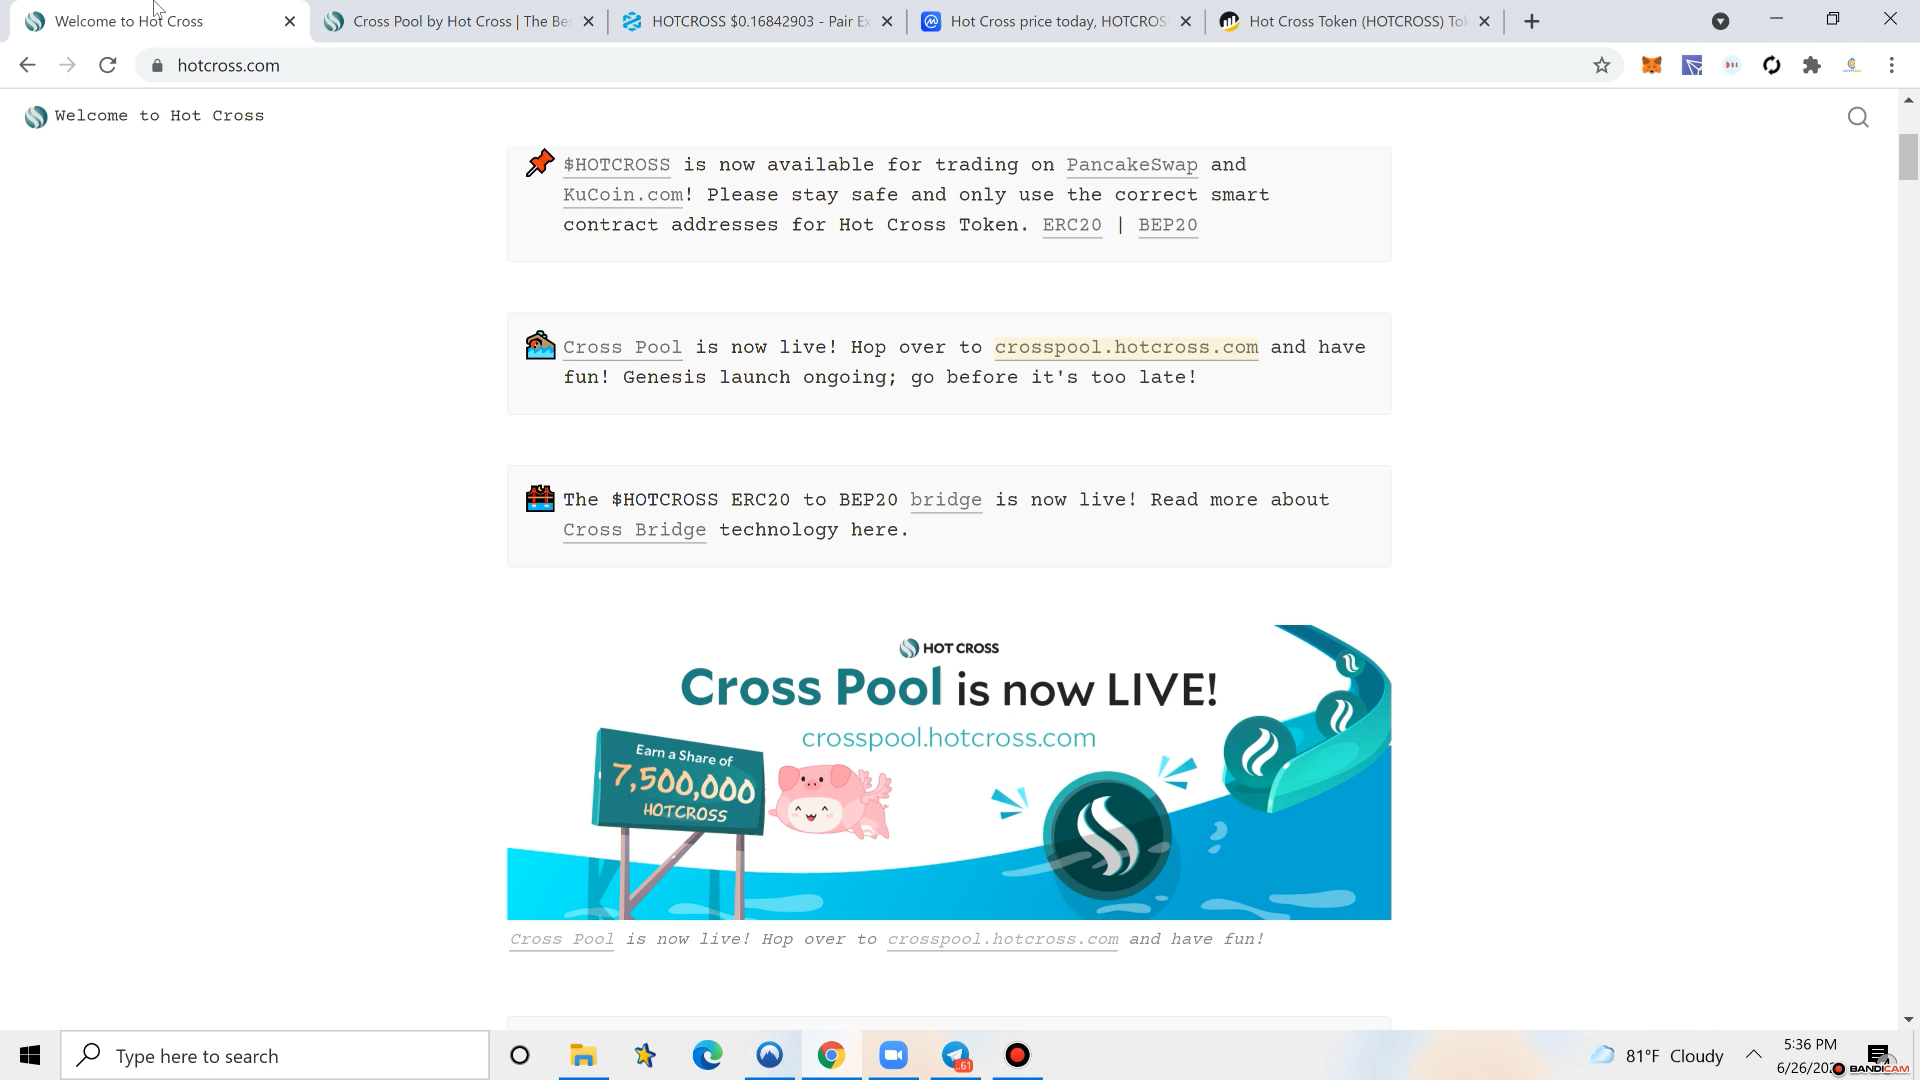 Welcome to Hot Cross
Cross Pool by Hot Cross | The Be
HOTCROSS $0.16842903 - Pair Ex
Hot Cross price today, HOTCROS
Hot Cross Token (HOTCROSS) Tok
hotcross.com
Welcome to Hot Cross
$HOTCROSS is now available for trading on PancakeSwap and
KuCoin.com! Please stay safe and only use the correct smart
contract addresses for Hot Cross Token. ERC20 | BEP20
Cross Pool is now live! Hop over to crosspool.hotcross.com and have
fun! Genesis launch ongoing; go before it's too late!
The $HOTCROSS ERC20 to BEP20 bridge is now live! Read more about
Cross Bridge technology here.
HOT CROSS
Cross Pool is now LIVE!
crosspool.hotcross.com
Earn a Share of
7,500,000
HOTCROSS
Cross Pool is now live! Hop over to crosspool.hotcross.com and have fun!
Type here to search
61
81°F Cloudy
5:36 PM
6/26/20
BANDICAM